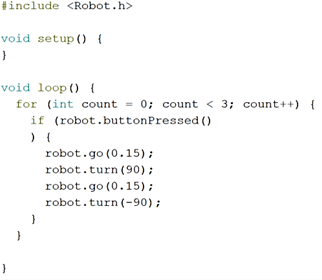 #include <Robot.h>
void setup() {
}
void loop() {
for (int count = 0; count < 3; count++) {
if (robot.buttonPressed()
) {
robot.go(0.15);
robot.turn(90);
robot.go(0.15);
robot.turn(-90);
}
}
}